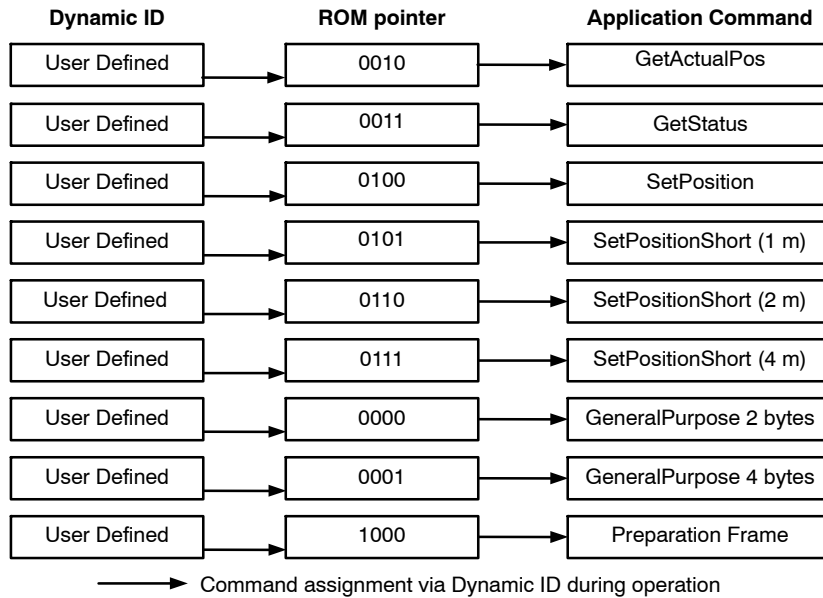 Dynamic ID ROM pointer Application Command
User Defined 0010 GetActualPos
User Defined 0011 GetStatus
User Defined 0100 SetPosition
User Defined 0101 SetPositionShort (1 m)
User Defined 0110 SetPositionShort (2 m)
User Defined 0111 SetPositionShort (4 m)
User Defined 0000 GeneralPurpose 2 bytes
User Defined 0001 GeneralPurpose 4 bytes
User Defined 1000 Preparation Frame
Command assignment via Dynamic ID during operation